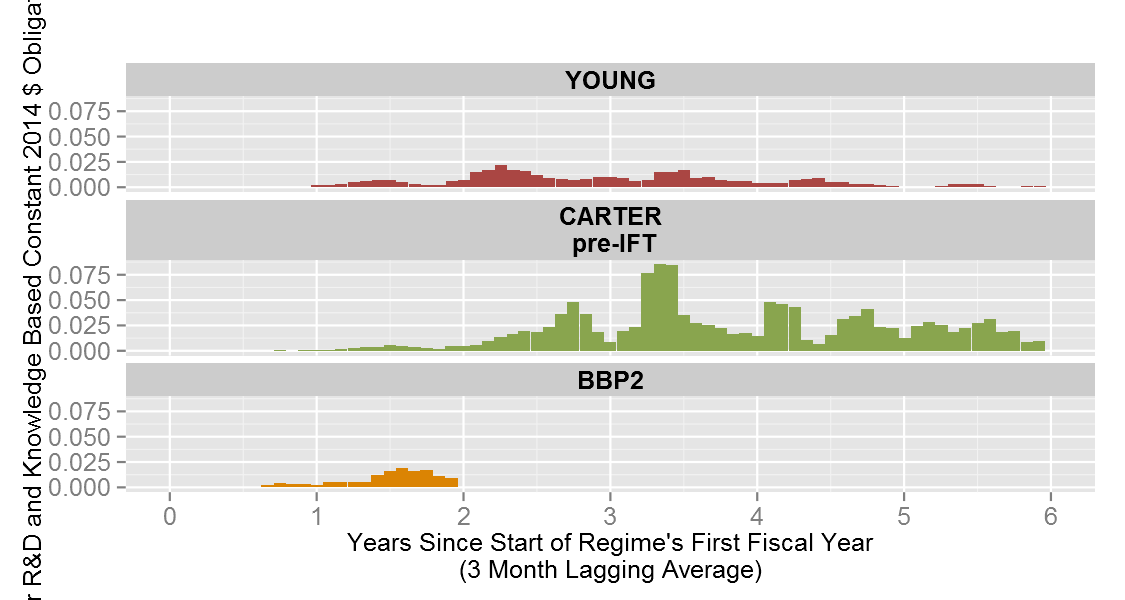 r R&D and Knowledge Based Constant 2014 $ Obligat
YOUNG
0.075
0.050
0.025
0.000
CARTER
pre-IFT
0.075
0.050
0.025
0.000
BBP2
0.075
0.050
0.025
0.000
0 1 2 3 4 5 6
Years Since Start of Regime's First Fiscal Year
(3 Month Lagging Average)